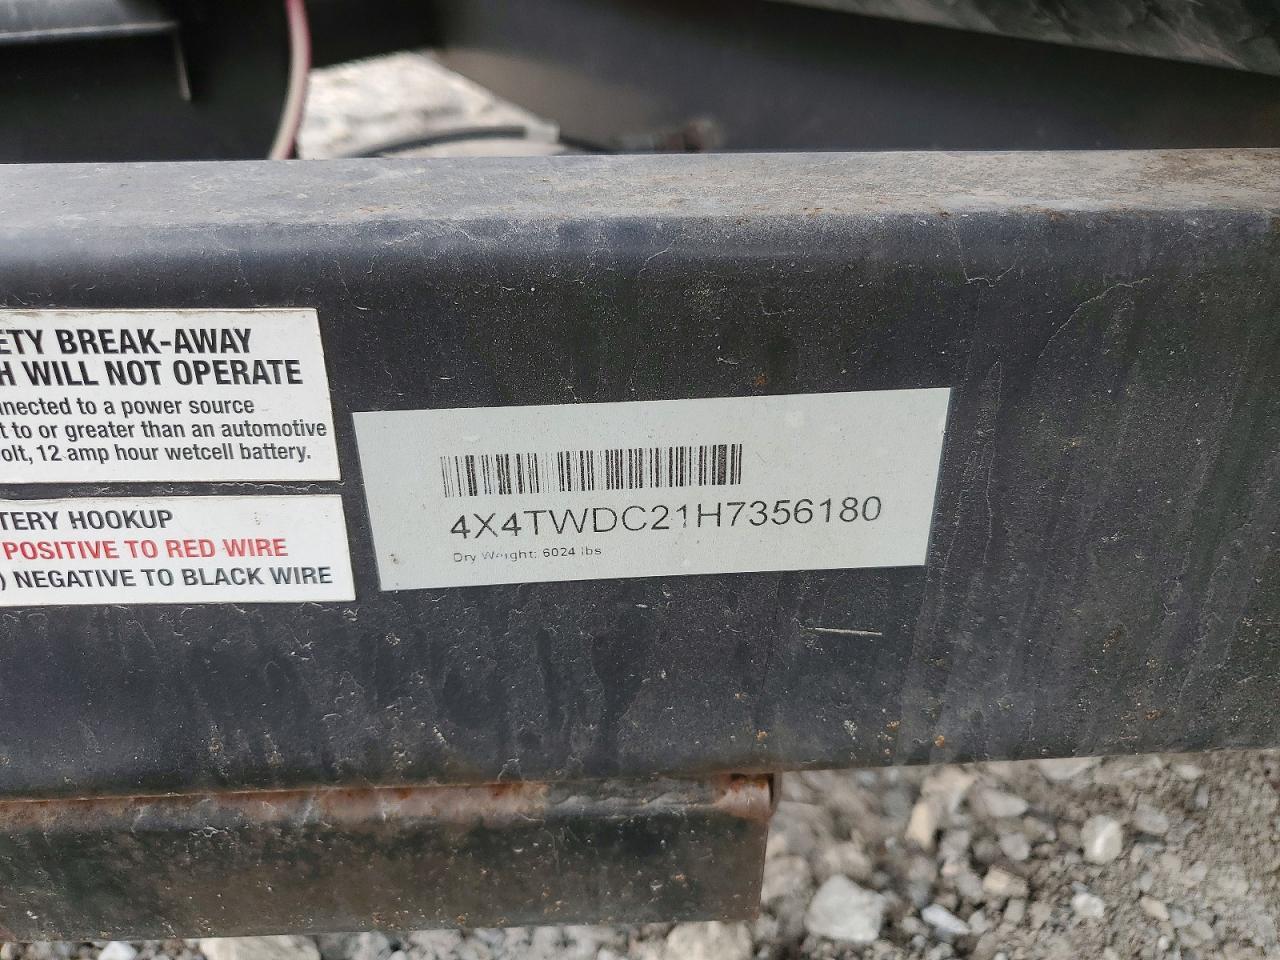 ETY BREAK-AWAY
H WILL NOT OPERATE
nnected to a power source
t to or greater than an automotive
olt, 12 amp hour wetcell battery.
TERY HOOKUP
POSITIVE TO RED WIRE
) NEGATIVE TO BLACK WIRE
4X4TWDC21H7356180
Dry Weight: 6024 lbs